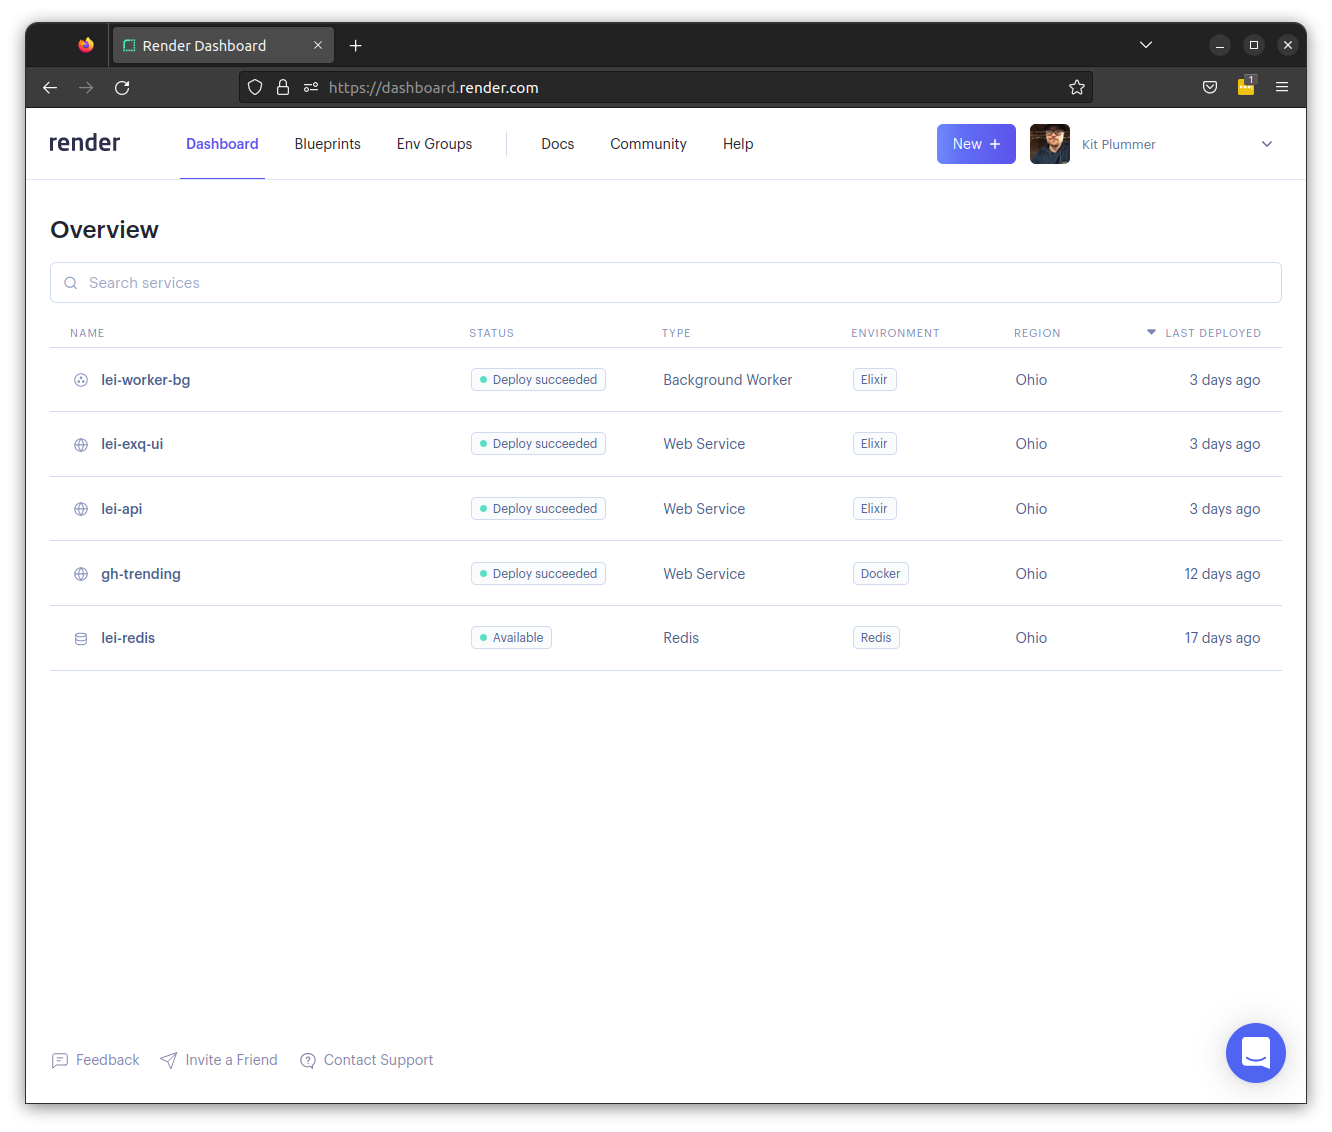 Render Dashboard
1
https://dashboard.render.com
render Dashboard Blueprints Env Groups Docs Community Help New + Kit Plummer
Overview
Search services
NAME STATUS TYPE ENVIRONMENT REGION LAST DEPLOYED
lei-worker-bg Deploy succeeded Background Worker Elixir Ohio 3 days ago
lei-exq-ui Deploy succeeded Web Service Elixir Ohio 3 days ago
lei-api Deploy succeeded Web Service Elixir Ohio 3 days ago
gh-trending Deploy succeeded Web Service Docker Ohio 12 days ago
lei-redis Available Redis Redis Ohio 17 days ago
Feedback Invite a Friend Contact Support